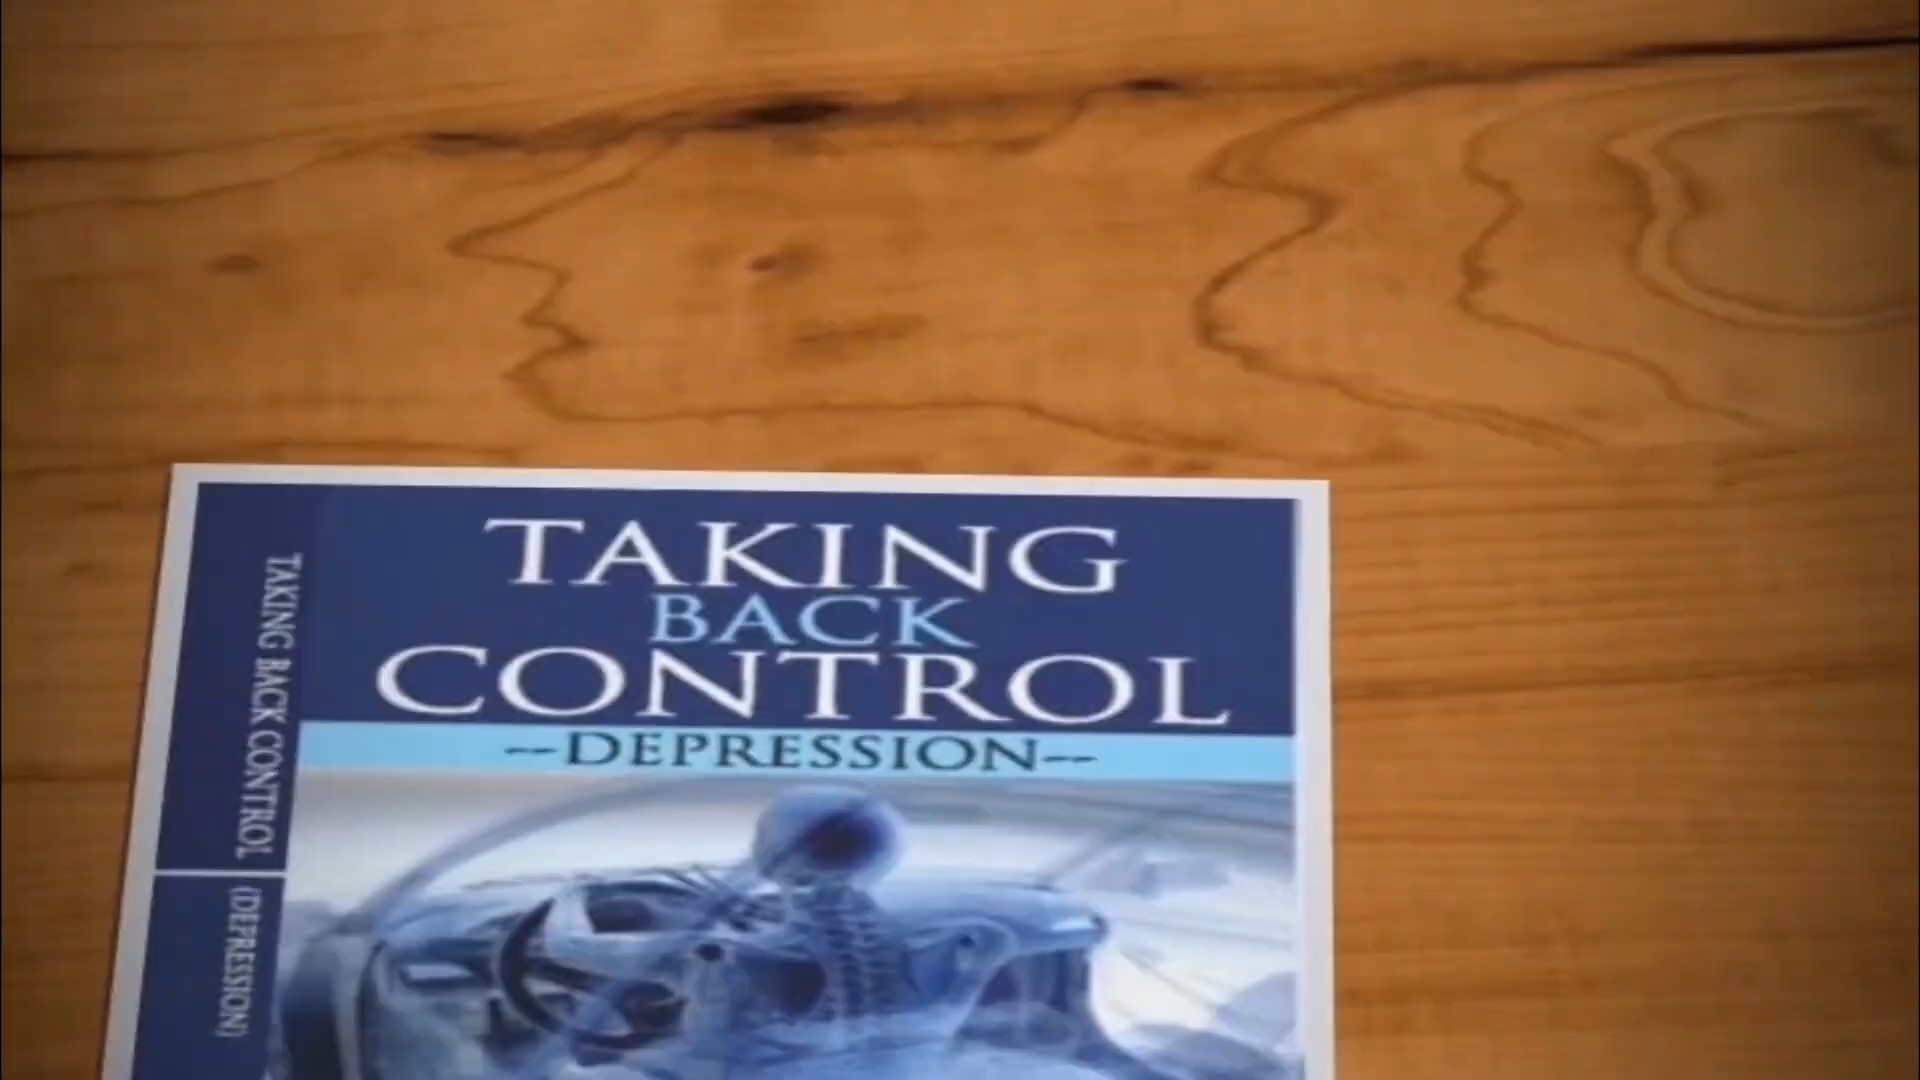 TAKING
BACK
CONTROL
--DEPRESSION--
TAKING BACK CONTROL (DEPRESSION)